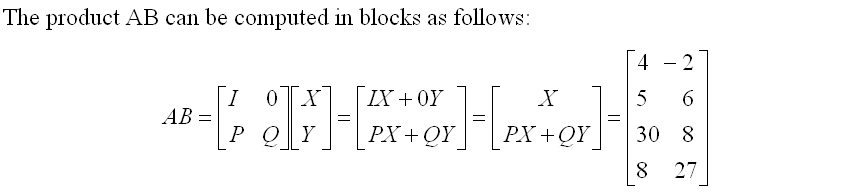 The product AB can be computed in blocks as follows:
4 − 2
AB = [I 0 [X = [IX + 0Y = [X = 5 6
P Q] Y] PX + QY] PX + QY] 30 8
8 27